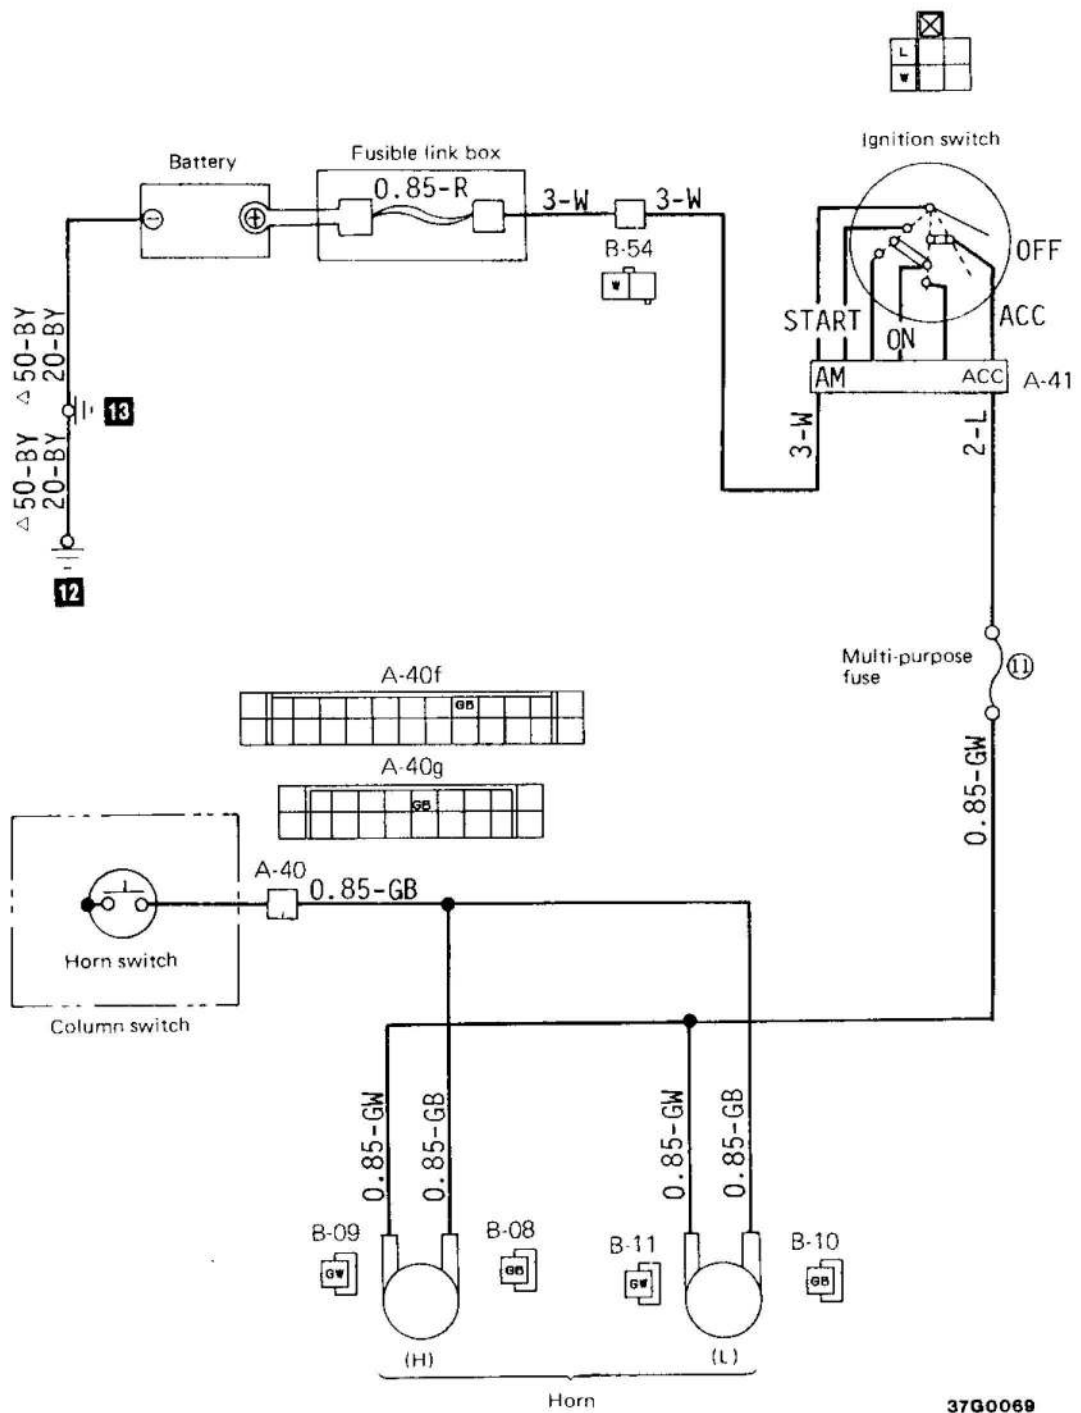 L
W
Ignition switch
Battery
Fusible link box
0.85-R
3-W
3-W
B-54
W
OFF
START
ON
ACC
AM
ACC
A-41
△50-BY
20-BY
13
△50-BY
20-BY
12
3-W
2-L
Multi-purpose
fuse
11
A-40f
GB
A-40g
GB
0.85-GW
A-40
0.85-GB
Horn switch
Column switch
0.85-GW
0.85-GB
0.85-GW
0.85-GB
B-09
GW
B-08
GB
B-11
GW
B-10
GB
(H)
(L)
Horn
37G0069